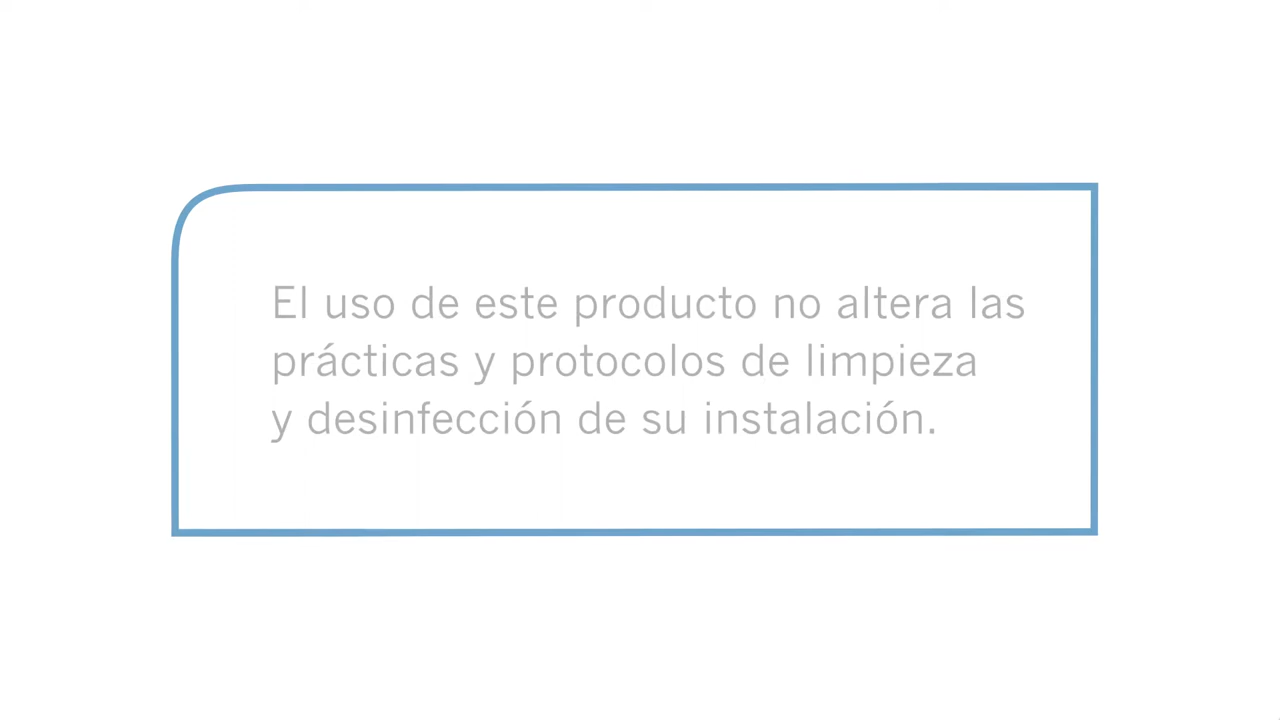 El uso de este producto no altera las
prácticas y protocolos de limpieza
y desinfección de su instalación.